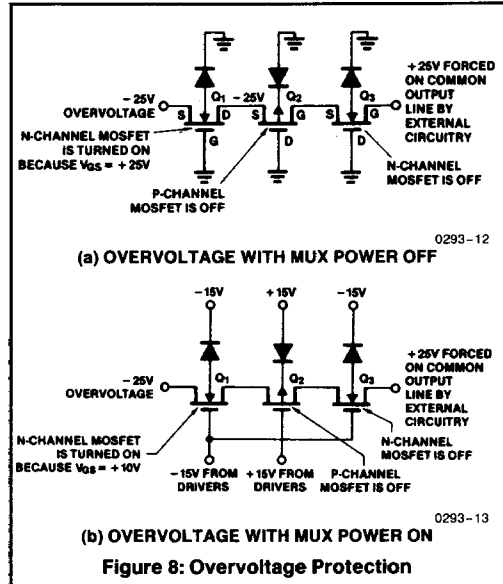 +25V FORCED
ON COMMON
OUTPUT
LINE BY
EXTERNAL
CIRCUITRY
-25V
OVERVOLTAGE
Q1
-25V
Q2
Q3
S
D
S
G
S
G
G
D
D
N-CHANNEL MOSFET
IS TURNED ON
BECAUSE VGS = +25V
P-CHANNEL
MOSFET IS OFF
N-CHANNEL
MOSFET IS OFF
0293-12
(a) OVERVOLTAGE WITH MUX POWER OFF
-15V
+15V
-15V
+25V FORCED
ON COMMON
OUTPUT
LINE BY
EXTERNAL
CIRCUITRY
-25V
OVERVOLTAGE
Q1
Q2
Q3
N-CHANNEL MOSFET
IS TURNED ON
BECAUSE VGS = +10V
-15V FROM
DRIVERS
+15V FROM
DRIVERS
P-CHANNEL
MOSFET IS OFF
N-CHANNEL
MOSFET IS OFF
0293-13
(b) OVERVOLTAGE WITH MUX POWER ON
Figure 8: Overvoltage Protection